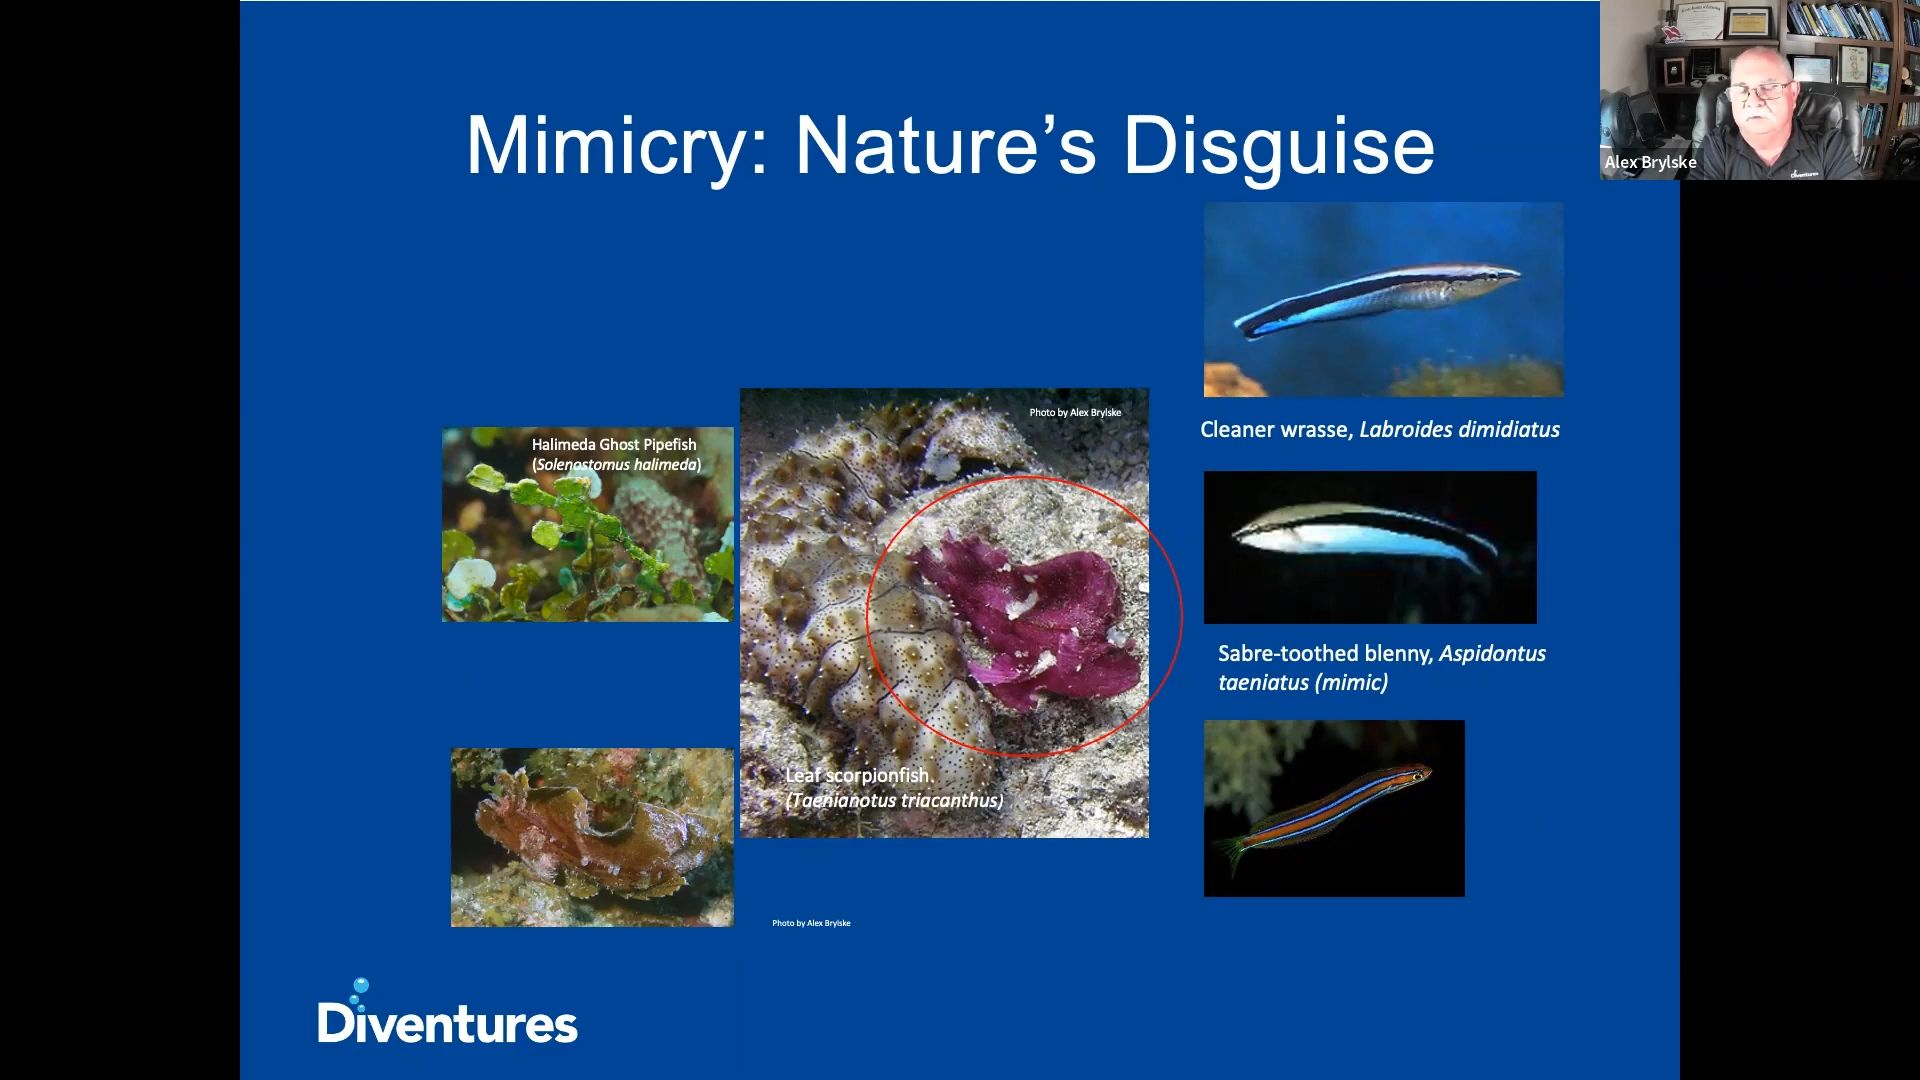 Mimicry: Nature’s Disguise
Alex Brylske
Diventures
Photo by Alex Brylske
Halimeda Ghost Pipefish
(Solenostomus halimeda)
Cleaner wrasse, Labroides dimidiatus
Sabre-toothed blenny, Aspidontus
taeniatus (mimic)
Leaf scorpionfish
(Taenianotus triacanthus)
Photo by Alex Brylske
Diventures